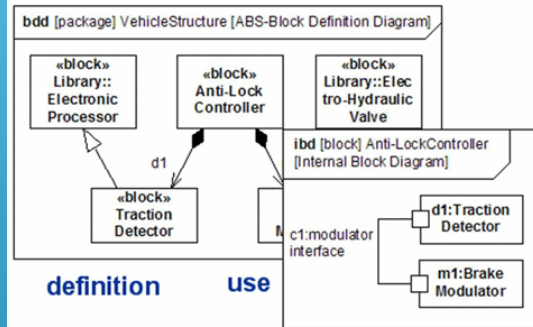 bdd [package] VehicleStructure [ABS-Block Definition Diagram]
«block»
Library::
Electronic
Processor
«block»
Anti-Lock
Controller
«block»
Library::Elec
tro-Hydraulic
Valve
d1
«block»
Traction
Detector
ibd [block] Anti-LockController
[Internal Block Diagram]
d1:Traction
Detector
c1:modulator
interface
m1:Brake
Modulator
definition
use